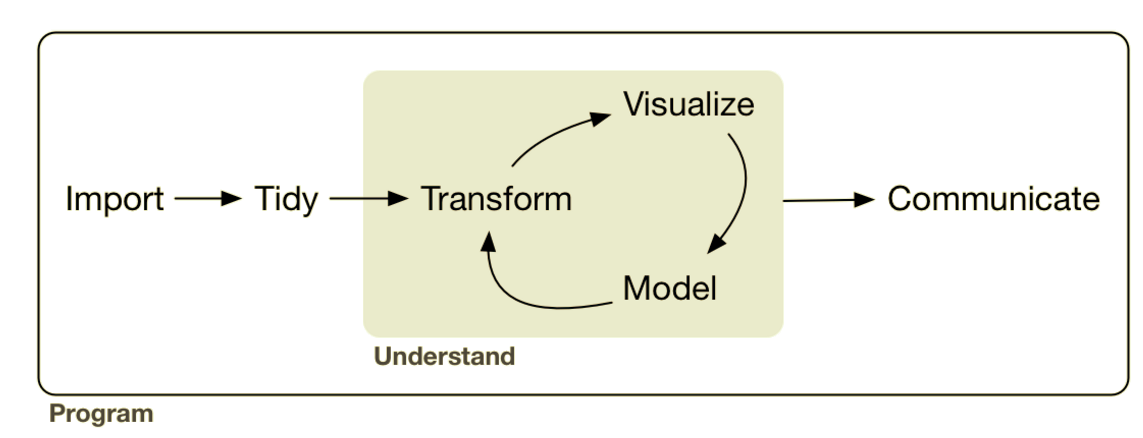 Visualize
Import
Tidy
Transform
Communicate
Model
Understand
Program